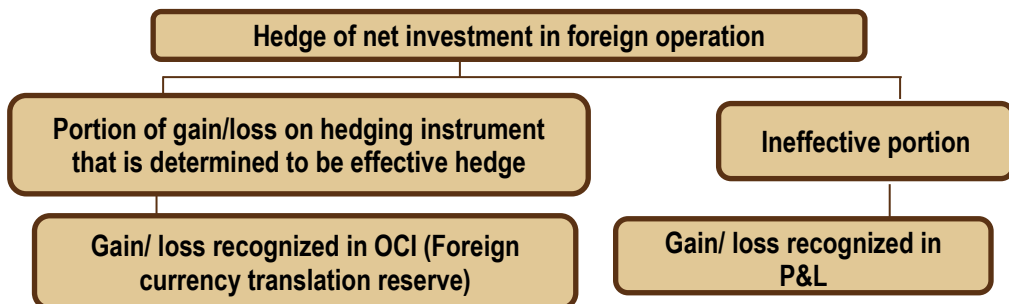 Hedge of net investment in foreign operation
Portion of gain/loss on hedging instrument
that is determined to be effective hedge
Ineffective portion
Gain/ loss recognized in OCI (Foreign
currency translation reserve)
Gain/ loss recognized in
P&L